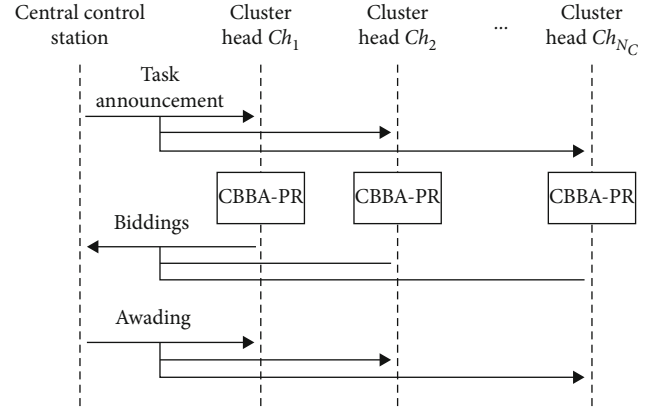 Central control
station
Cluster
head Ch1
Cluster
head Ch2
...
Cluster
head ChNC
Task
announcement
CBBA-PR
CBBA-PR
CBBA-PR
Biddings
Awading